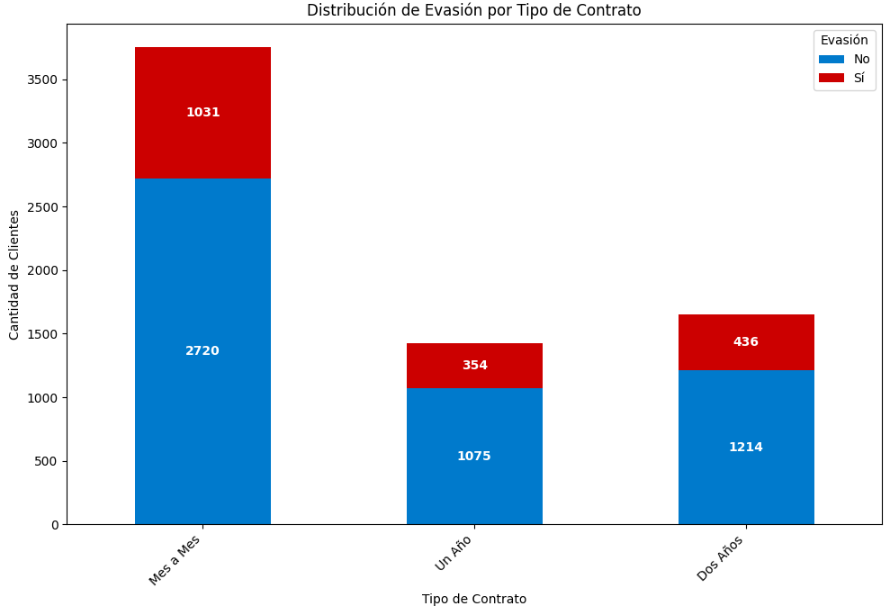 Distribución de Evasión por Tipo de Contrato
Evasión
No
Sí
Cantidad de Clientes
3500
3000
2500
2000
1500
1000
500
0
1031
2720
354
1075
436
1214
Mes a Mes
Un Año
Dos Años
Tipo de Contrato